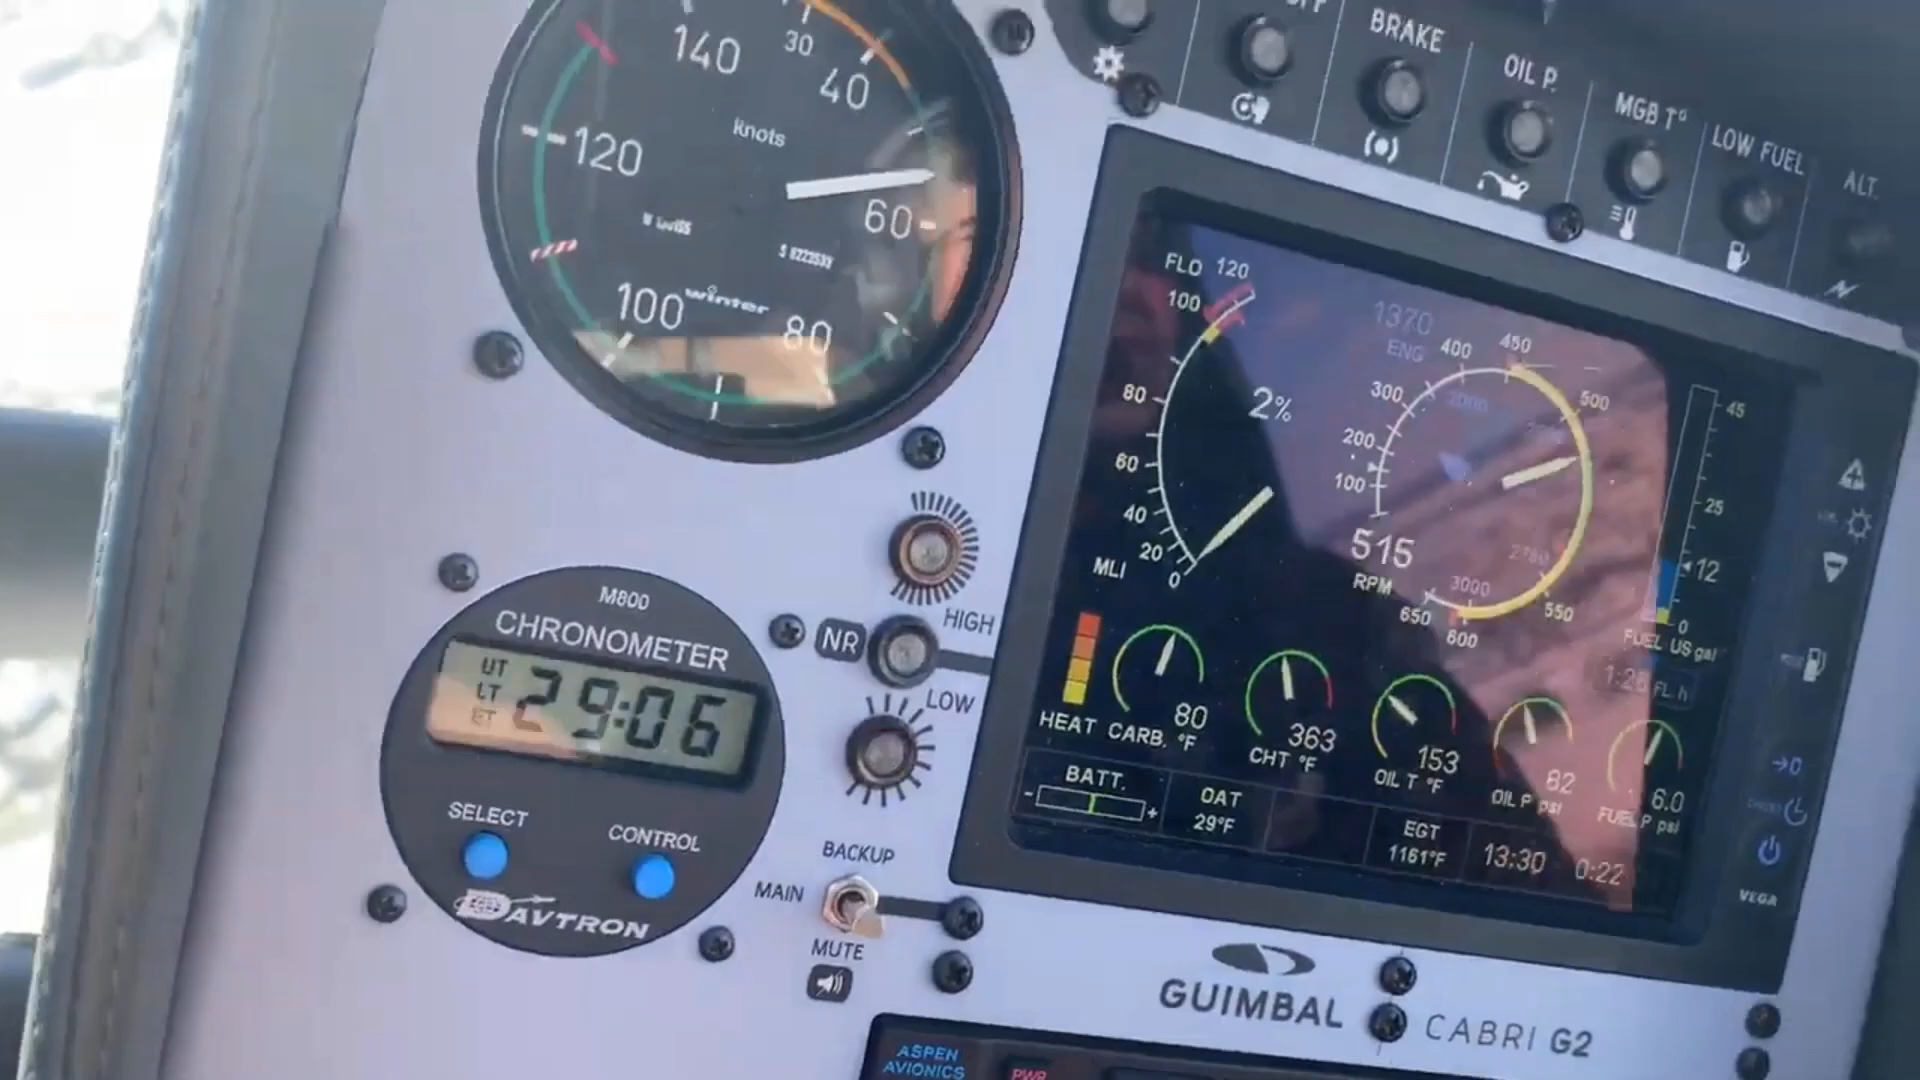 140
30
40
knots
120
60
100
winter
80
BRAKE
OIL P.
MGB T°
LOW FUEL
ALT.
FLO 120
100
80
60
40
20
0
MLI
2%
1370
ENG
450
400
300
200
100
500
2000
515
RPM
2700
3000
650
600
550
45
25
12
0
FUEL US gal
1:26 FL.h
HEAT
CARB. °F
80
CHT °F
363
OIL T °F
153
OIL P psi
82
FUEL P psi
6.0
BATT.
- +
OAT
29°F
EGT
1161°F
13:30
0:22
VEGA
M800
CHRONOMETER
UT
LT
ET
29:06
SELECT
CONTROL
DAVTRON
NR
HIGH
LOW
BACKUP
MAIN
MUTE
GUIMBAL
CABRI G2
ASPEN
AVIONICS
PWR